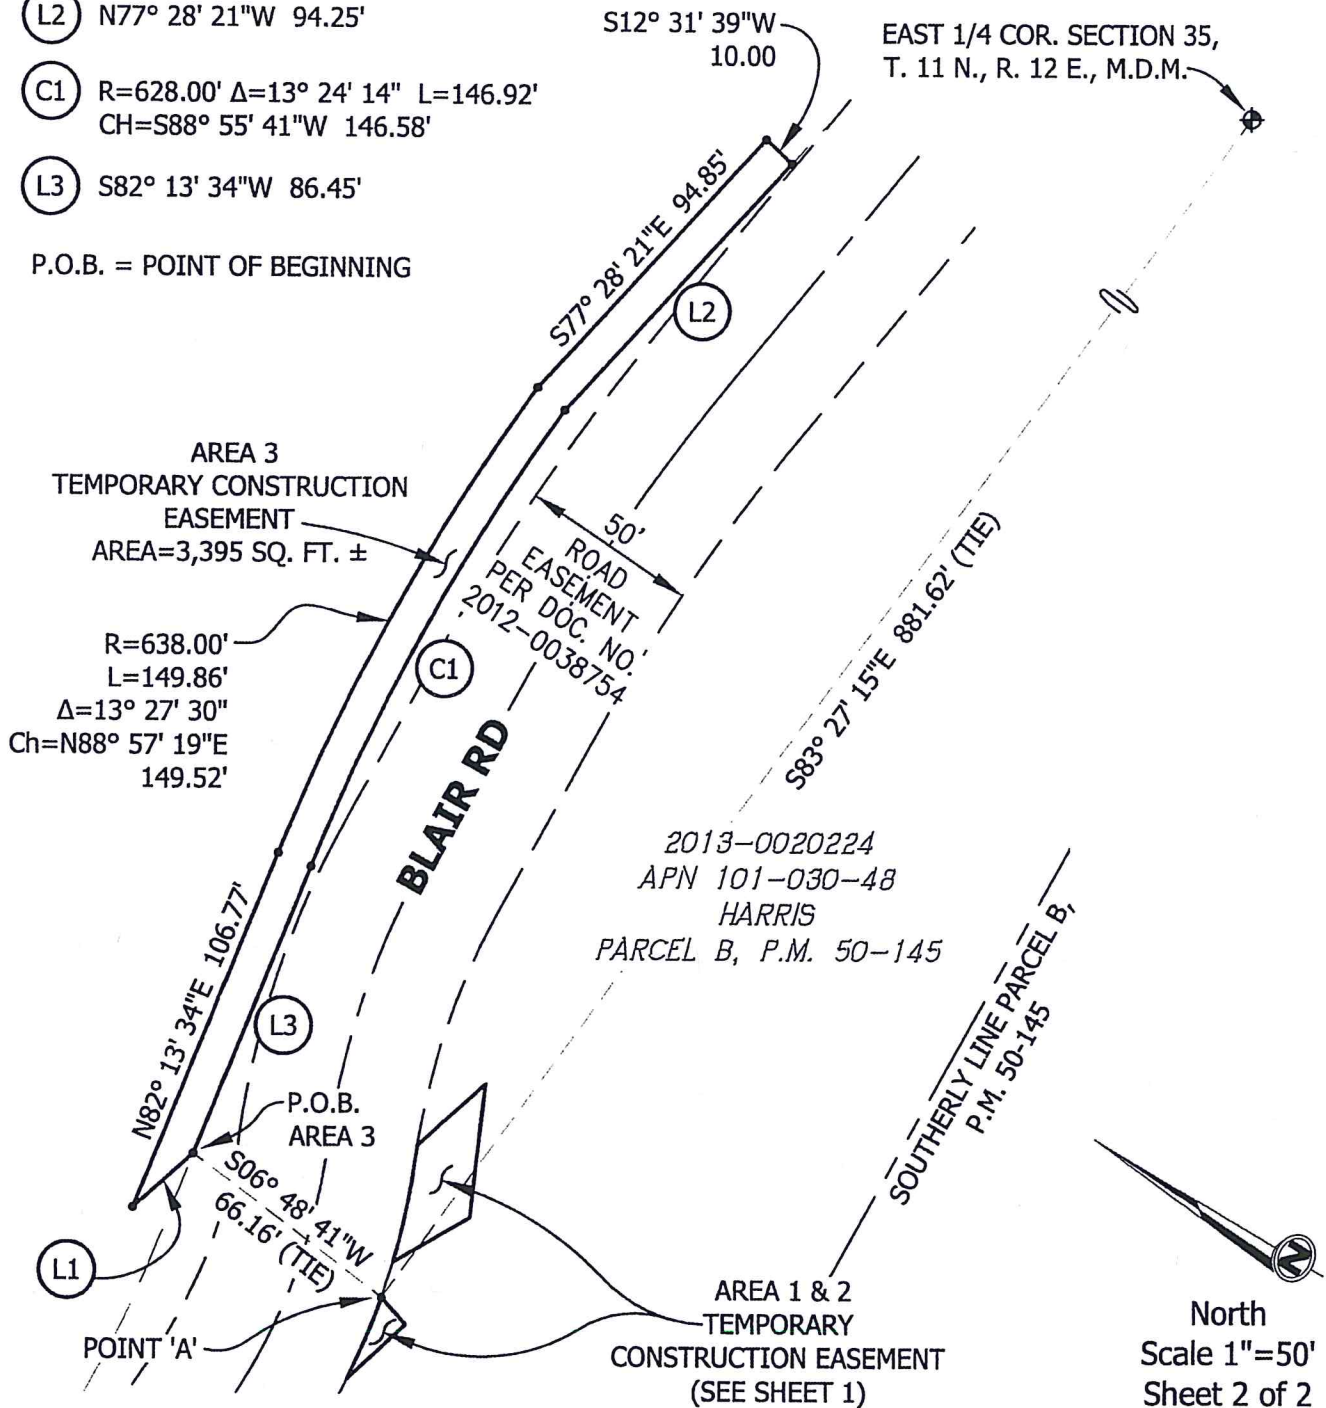 L2 N77° 28' 21"W 94.25'
C1 R=628.00' Δ=13° 24' 14" L=146.92'
CH=S88° 55' 41"W 146.58'
L3 S82° 13' 34"W 86.45'
P.O.B. = POINT OF BEGINNING
S12° 31' 39"W
10.00
EAST 1/4 COR. SECTION 35,
T. 11 N., R. 12 E., M.D.M.
S77° 28' 21"E 94.85'
L2
AREA 3
TEMPORARY CONSTRUCTION
EASEMENT
AREA=3,395 SQ. FT. ±
50'
ROAD
EASEMENT
PER DOC. NO.
2012-0038754
R=638.00'
L=149.86'
Δ=13° 27' 30"
Ch=N88° 57' 19"E
149.52'
C1
BLAIR RD
S83° 27' 15"E 881.62' (TIE)
2013-0020224
APN 101-030-48
HARRIS
PARCEL B, P.M. 50-145
N82° 13' 34"E 106.77'
L3
P.O.B.
AREA 3
S06° 48' 41"W
66.16' (TIE)
L1
POINT 'A'
AREA 1 & 2
TEMPORARY
CONSTRUCTION EASEMENT
(SEE SHEET 1)
SOUTHERLY LINE PARCEL B,
P.M. 50-145
N
North
Scale 1"=50'
Sheet 2 of 2